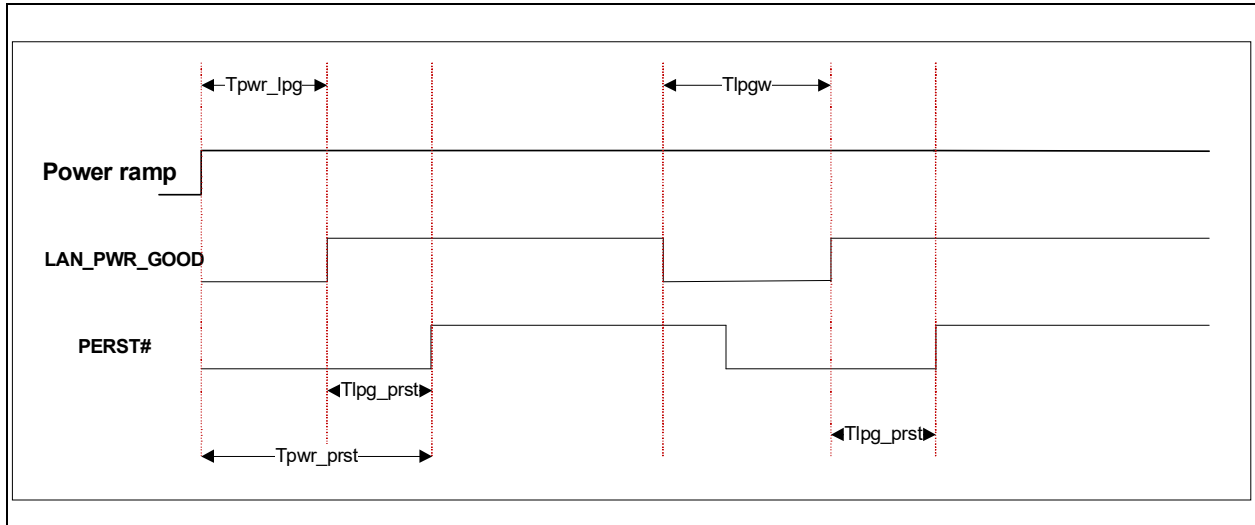 Tpwr_lpg
Tlpgw
Power ramp
LAN_PWR_GOOD
PERST#
Tlpg_prst
Tlpg_prst
Tpwr_prst